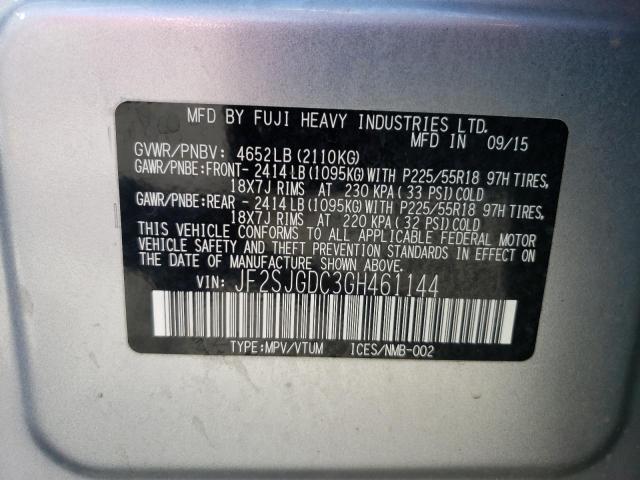 MFD BY FUJI HEAVY INDUSTRIES LTD.
MFD IN 09/15
GVWR/PNBV: 4652LB (2110KG)
GAWR/PNBE:FRONT- 2414 LB (1095KG) WITH P225/55R18 97H TIRES,
18X7J RIMS AT 230 KPA ( 33 PSI) COLD
GAWR/PNBE:REAR - 2414 LB (1095KG) WITH P225/55R18 97H TIRES,
18X7J RIMS AT 220 KPA ( 32 PSI) COLD
THIS VEHICLE CONFORMS TO ALL APPLICABLE FEDERAL MOTOR
VEHICLE SAFETY AND THEFT PREVENTION STANDARDS IN EFFECT ON
THE DATE OF MANUFACTURE SHOWN ABOVE.
VIN: JF2SJGDC3GH461144
TYPE:MPV/VTUM ICES/NMB-002